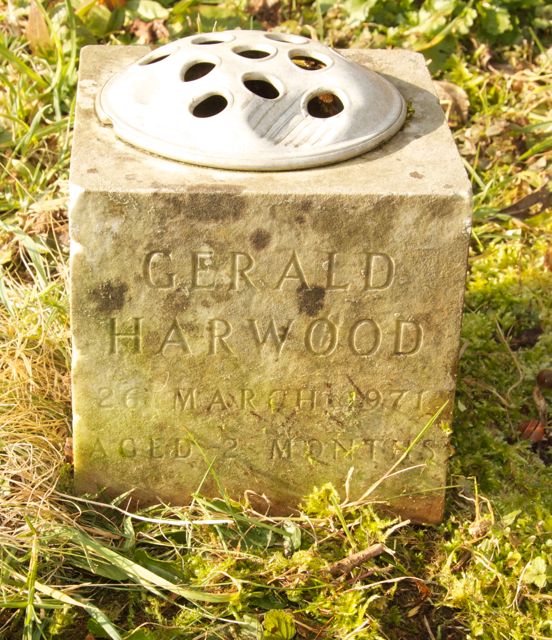 GERALD
HARWOOD
26 MARCH 1971
AGED 2 MONTHS